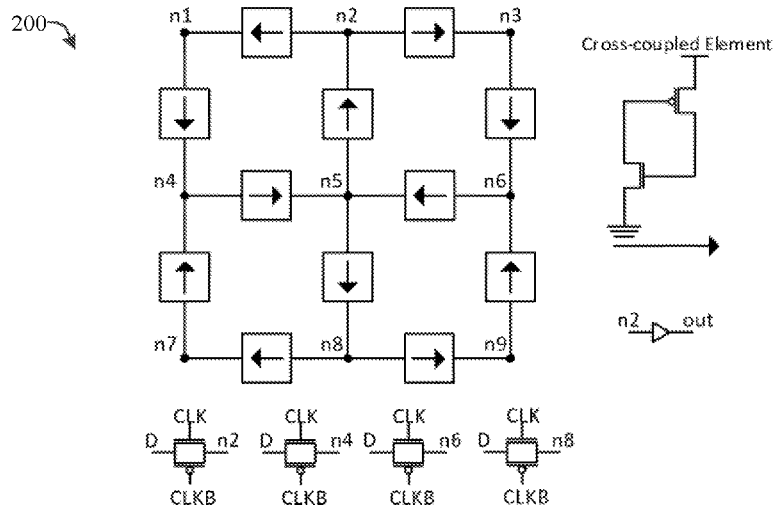 200
n1 n2 n3
Cross-coupled Element
n4 n5 n6
n7 n8 n9
n2 out
CLK CLK CLK CLK
D n2 D n4 D n6 D n8
CLKB CLKB CLKB CLKB